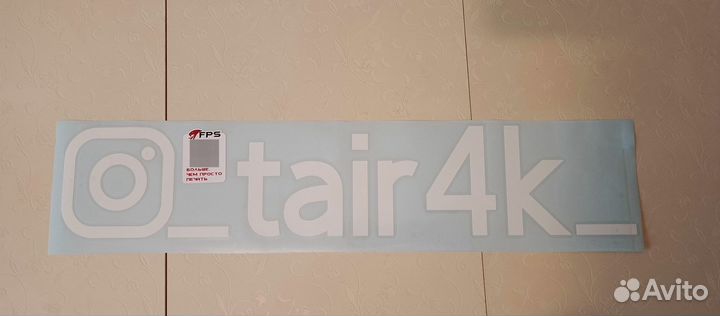 _tair4k_
FPS
БОЛЬШЕ,
ЧЕМ ПРОСТО
ПЕЧАТЬ
Avito